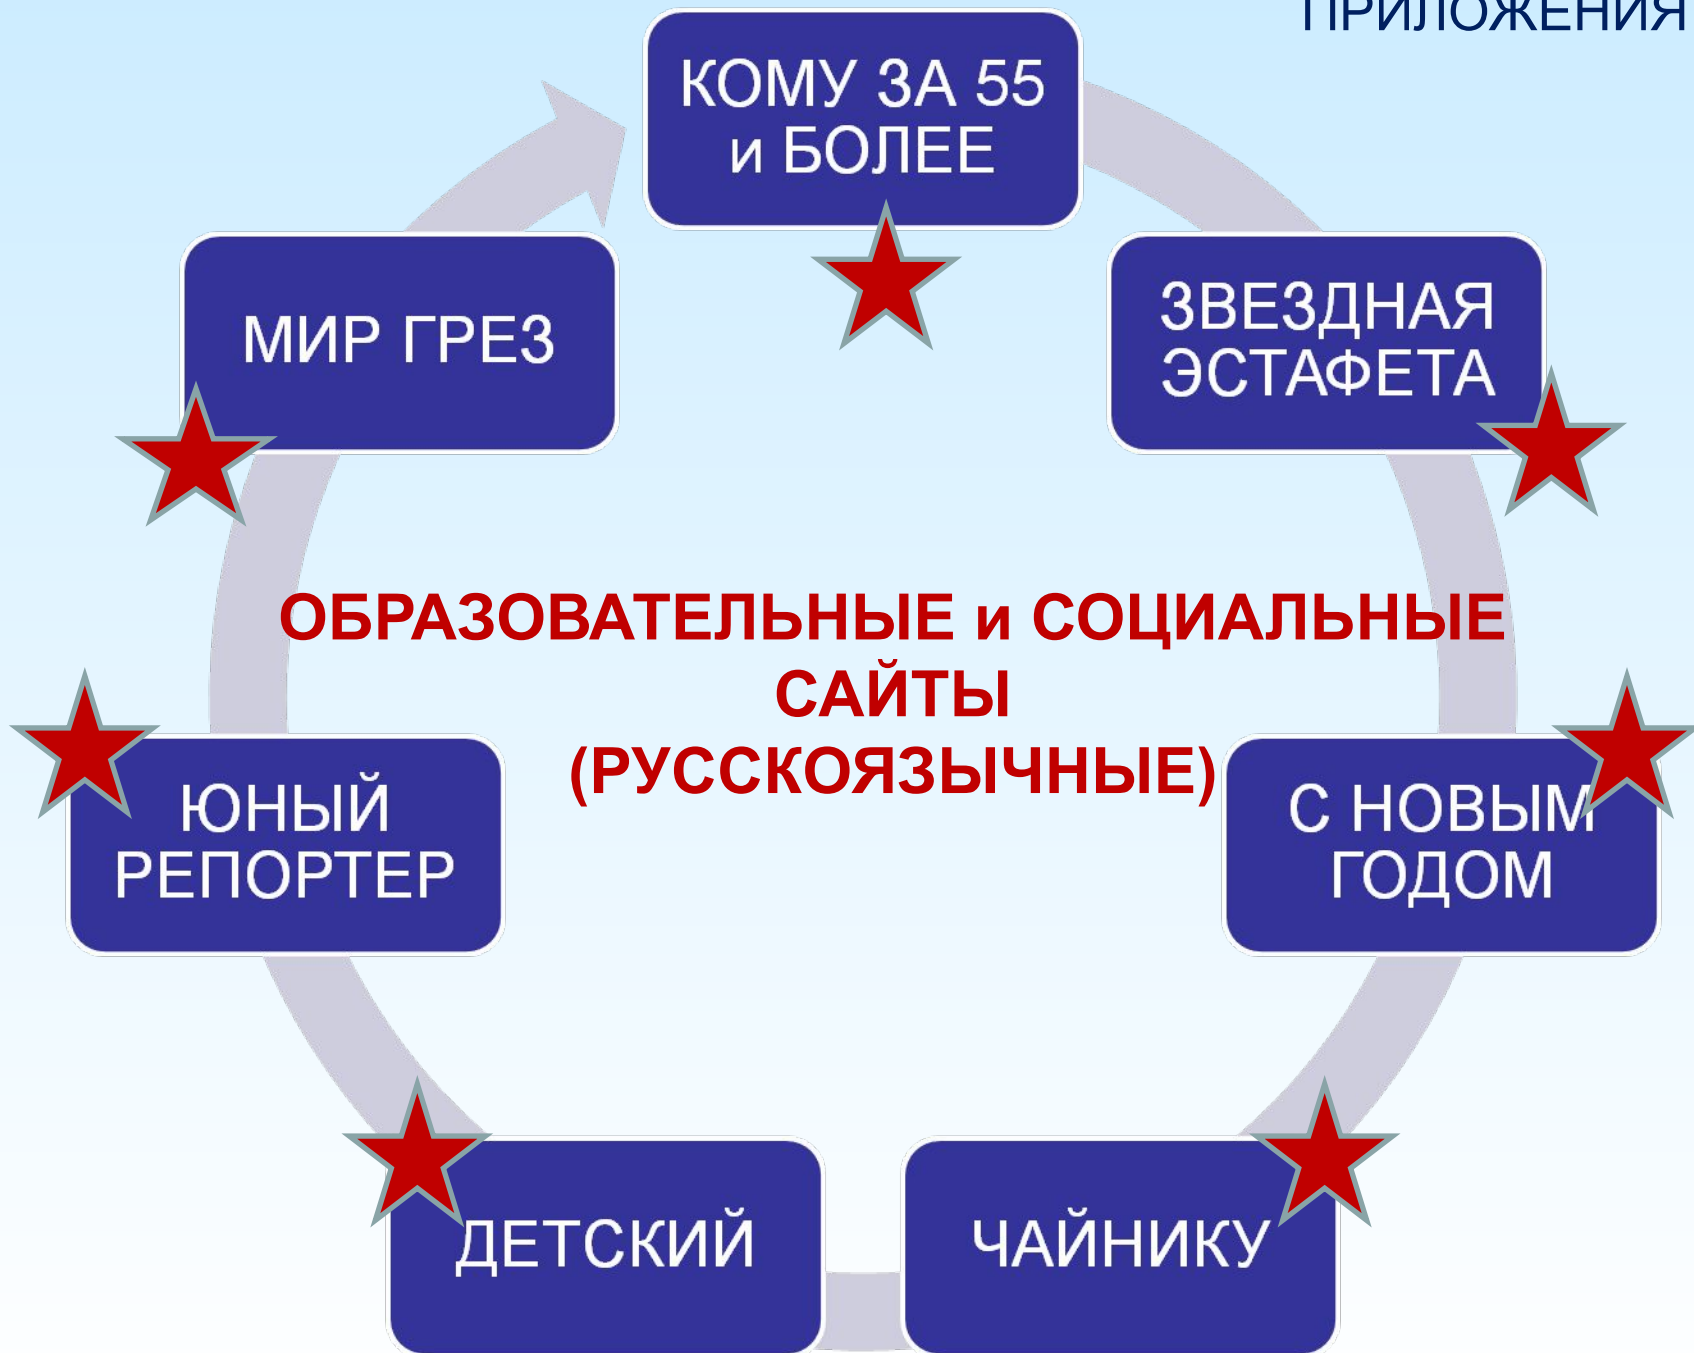 ПРИЛОЖЕНИЯ
КОМУ ЗА 55
и БОЛЕЕ
ЗВЕЗДНАЯ
ЭСТАФЕТА
МИР ГРЕЗ
ОБРАЗОВАТЕЛЬНЫЕ и СОЦИАЛЬНЫЕ
САЙТЫ
(РУССКОЯЗЫЧНЫЕ)
ЮНЫЙ
РЕПОРТЕР
С НОВЫМ
ГОДОМ
ДЕТСКИЙ
ЧАЙНИКУ